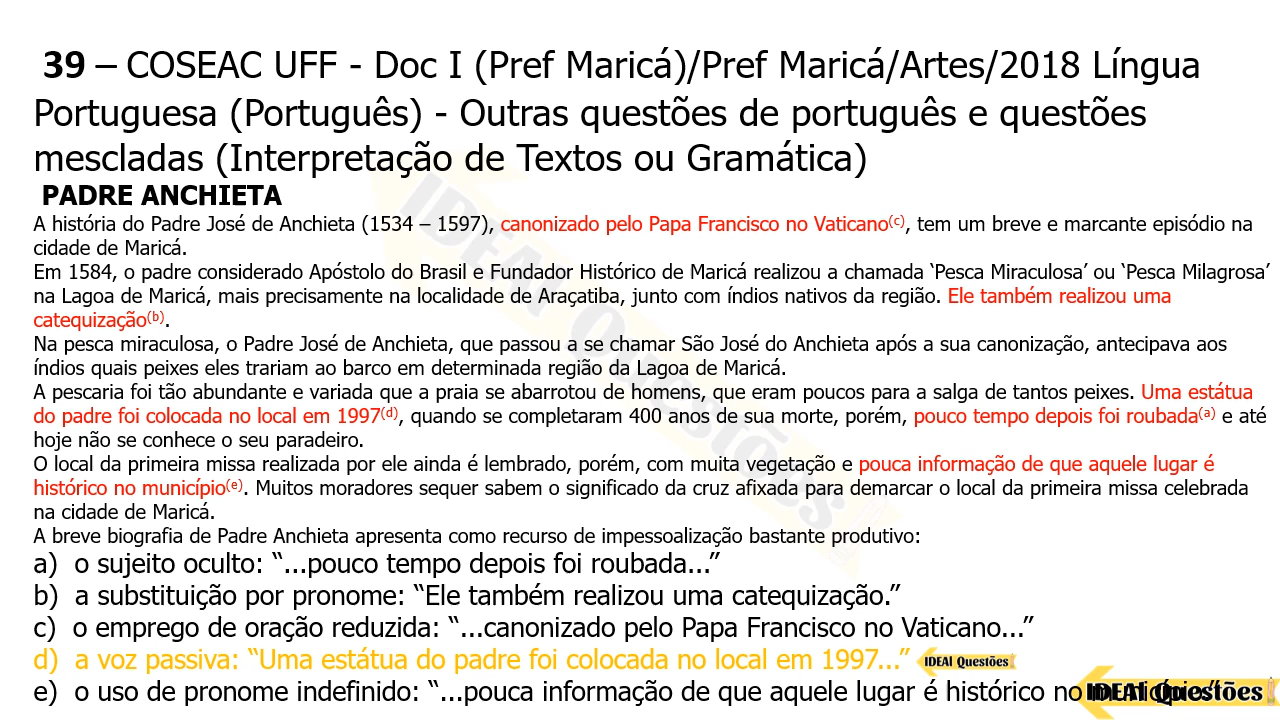 39 – COSEAC UFF - Doc I (Pref Maricá)/Pref Maricá/Artes/2018 Língua
Portuguesa (Português) - Outras questões de português e questões
mescladas (Interpretação de Textos ou Gramática)
PADRE ANCHIETA
A história do Padre José de Anchieta (1534 – 1597), canonizado pelo Papa Francisco no Vaticano(c), tem um breve e marcante episódio na
cidade de Maricá.
Em 1584, o padre considerado Apóstolo do Brasil e Fundador Histórico de Maricá realizou a chamada ‘Pesca Miraculosa’ ou ‘Pesca Milagrosa’
na Lagoa de Maricá, mais precisamente na localidade de Araçatiba, junto com índios nativos da região. Ele também realizou uma
catequização(b).
Na pesca miraculosa, o Padre José de Anchieta, que passou a se chamar São José do Anchieta após a sua canonização, antecipava aos
índios quais peixes eles trariam ao barco em determinada região da Lagoa de Maricá.
A pescaria foi tão abundante e variada que a praia se abarrotou de homens, que eram poucos para a salga de tantos peixes. Uma estátua
do padre foi colocada no local em 1997(d), quando se completaram 400 anos de sua morte, porém, pouco tempo depois foi roubada(a) e até
hoje não se conhece o seu paradeiro.
O local da primeira missa realizada por ele ainda é lembrado, porém, com muita vegetação e pouca informação de que aquele lugar é
histórico no município(e). Muitos moradores sequer sabem o significado da cruz afixada para demarcar o local da primeira missa celebrada
na cidade de Maricá.
A breve biografia de Padre Anchieta apresenta como recurso de impessoalização bastante produtivo:
a) o sujeito oculto: “...pouco tempo depois foi roubada...”
b) a substituição por pronome: “Ele também realizou uma catequização.”
c) o emprego de oração reduzida: “...canonizado pelo Papa Francisco no Vaticano...”
d) a voz passiva: “Uma estátua do padre foi colocada no local em 1997...” IDEAI Questões
e) o uso de pronome indefinido: “...pouca informação de que aquele lugar é histórico no município.”
IDEAI Questões
IDEAI Questões